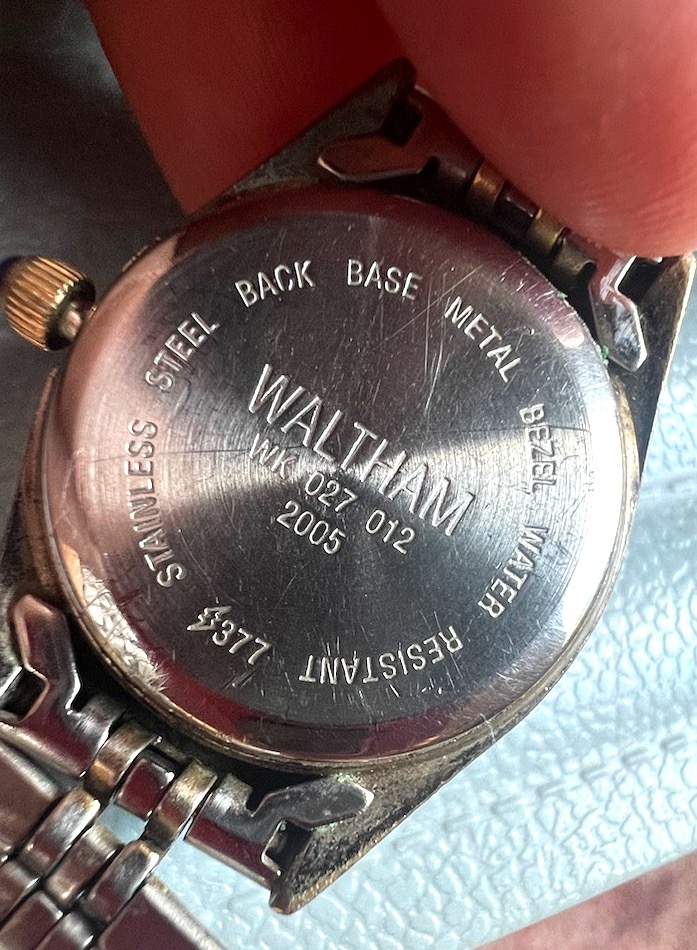 WALTHAM
WK 027 012
2005
STAINLESS STEEL BACK BASE METAL BEZEL WATER RESISTANT
377